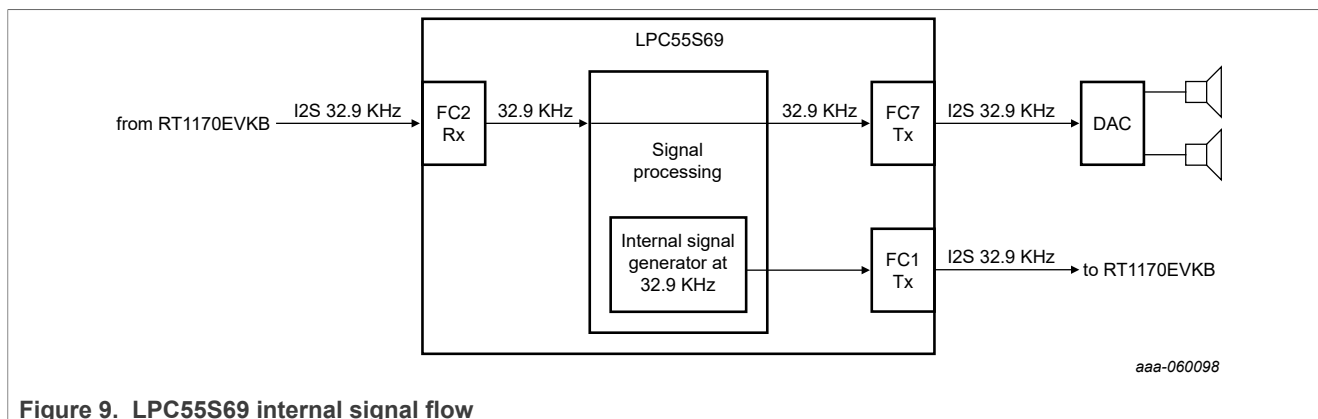 LPC55S69
from RT1170EVKB
I2S 32.9 KHz
FC2
Rx
32.9 KHz
Signal
processing
32.9 KHz
FC7
Tx
I2S 32.9 KHz
DAC
Internal signal
generator at
32.9 KHz
FC1
Tx
I2S 32.9 KHz
to RT1170EVKB
aaa-060098
Figure 9. LPC55S69 internal signal flow